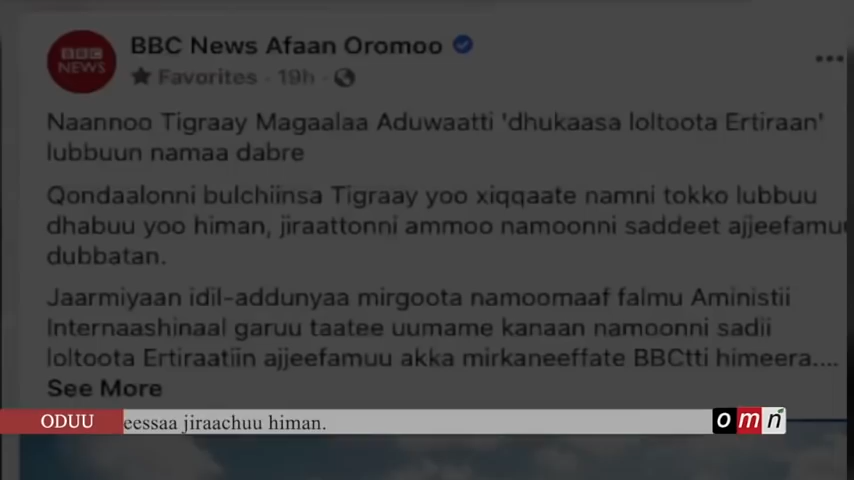 BBC News Afaan Oromoo
BBC
NEWS
Favorites · 19h ·
Naannoo Tigraay Magaalaa Aduwaatti 'dhukaasa loltoota Ertiraan'
lubbuun namaa dabre
Qondaalonni bulchiinsa Tigraay yoo xiqqaate namni tokko lubbuu
dhabuu yoo himan, jiraattonni ammoo namoonni saddeet ajjeefamuu
dubbatan.
Jaarmiyaan idil-addunyaa mirgoota namoomaaf falmu Aministii
Internaashinaal garuu taatee uumame kanaan namoonni sadii
loltoota Ertiraatiin ajjeefamuu akka mirkaneeffate BBCtti himeera....
See More
ODUU eessaa jiraachuu himan. omn